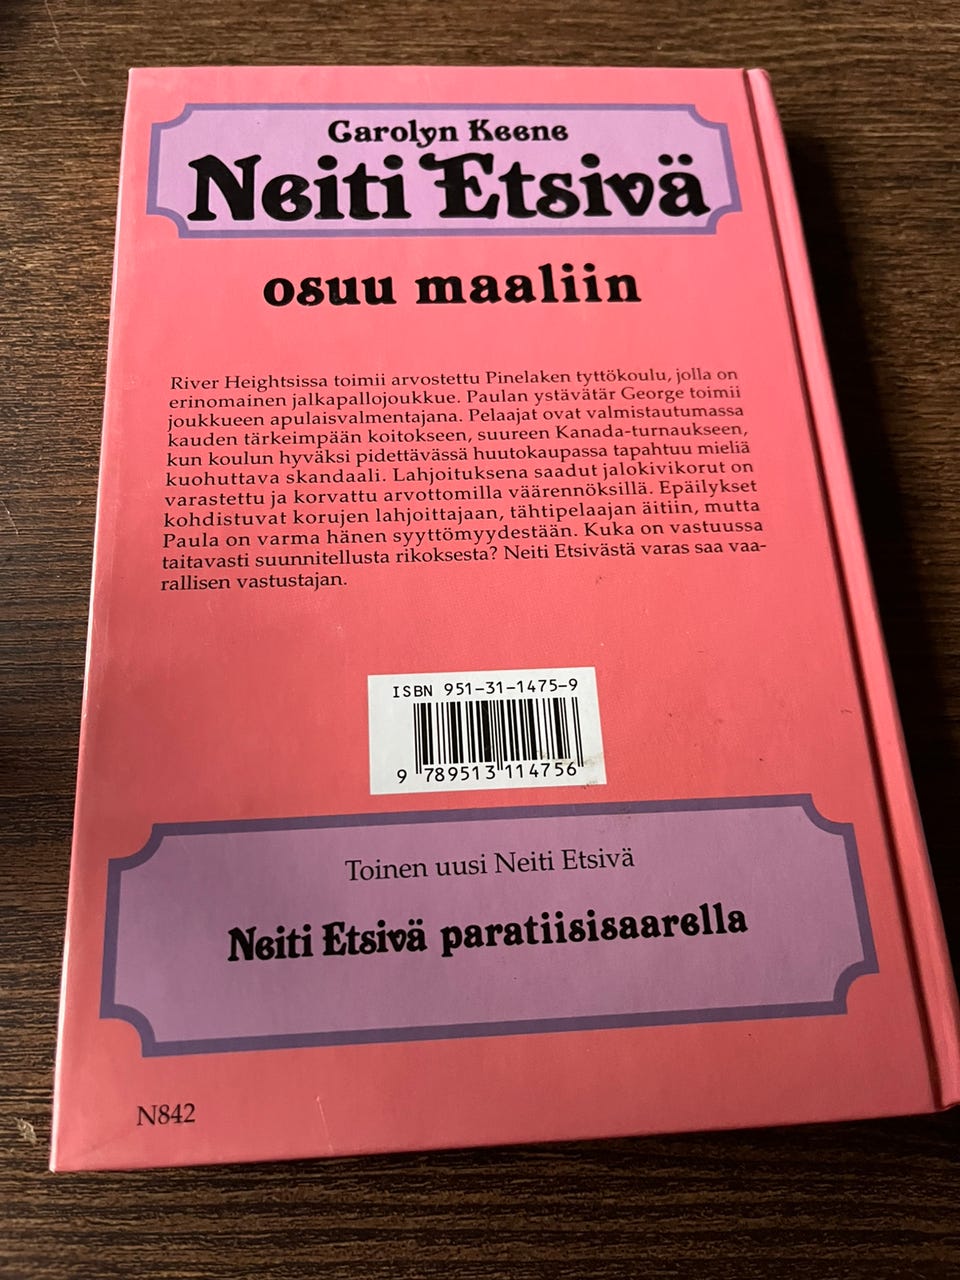 Carolyn Keene
Neiti Etsivä
osuu maaliin
River Heightsissa toimii arvostettu Pinelaken tyttökoulu, jolla on
erinomainen jalkapallojoukkue. Paulan ystävätär George toimii
joukkueen apulaisvalmentajana. Pelaajat ovat valmistautumassa
kauden tärkeimpään koitokseen, suureen Kanada-turnaukseen,
kun koulun hyväksi pidettävässä huutokaupassa tapahtuu mieliä
kuohuttava skandaali. Lahjoituksena saadut jalokivikorut on
varastettu ja korvattu arvottomilla väärennöksillä. Epäilykset
kohdistuvat korujen lahjoittajaan, tähtipelaajan äitiin, mutta
Paula on varma hänen syyttömyydestään. Kuka on vastuussa
taitavasti suunnitellusta rikoksesta? Neiti Etsivästä varas saa vaa-
rallisen vastustajan.
ISBN 951-31-1475-9
9 789513 114756
Toinen uusi Neiti Etsivä
Neiti Etsivä paratiisisaarella
N842